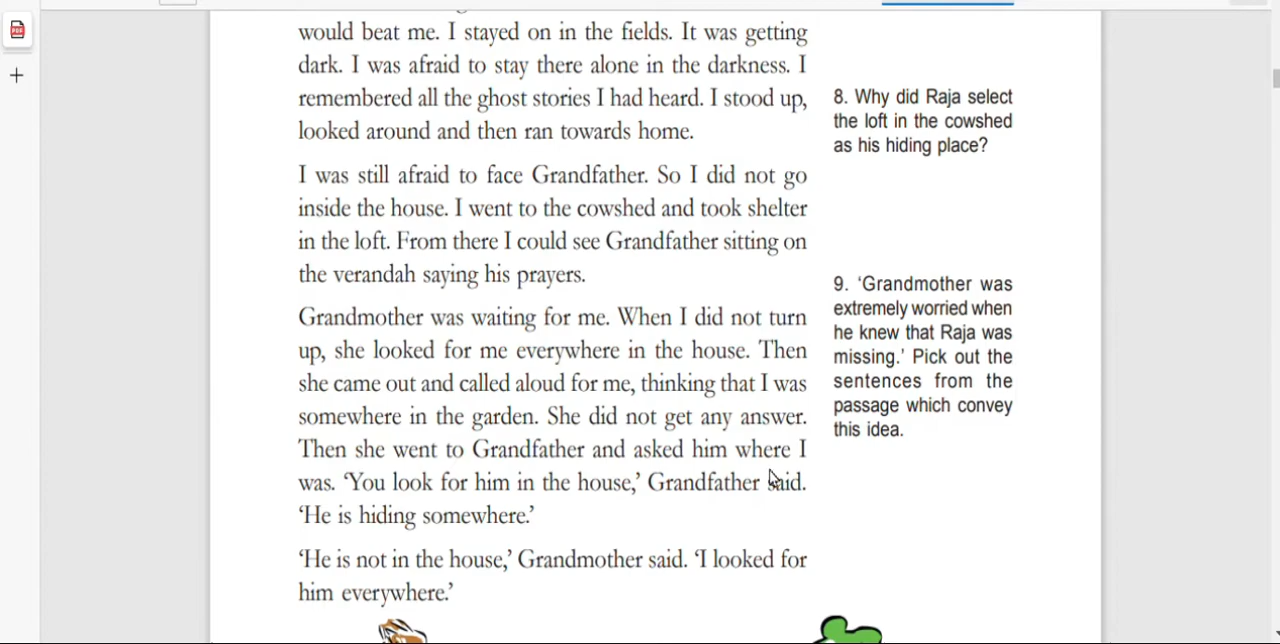 would beat me. I stayed on in the fields. It was getting
dark. I was afraid to stay there alone in the darkness. I
remembered all the ghost stories I had heard. I stood up,
looked around and then ran towards home.
I was still afraid to face Grandfather. So I did not go
inside the house. I went to the cowshed and took shelter
in the loft. From there I could see Grandfather sitting on
the verandah saying his prayers.
Grandmother was waiting for me. When I did not turn
up, she looked for me everywhere in the house. Then
she came out and called aloud for me, thinking that I was
somewhere in the garden. She did not get any answer.
Then she went to Grandfather and asked him where I
was. ‘You look for him in the house,’ Grandfather said.
‘He is hiding somewhere.’
‘He is not in the house,’ Grandmother said. ‘I looked for
him everywhere.’
8. Why did Raja select
the loft in the cowshed
as his hiding place?
9. ‘Grandmother was
extremely worried when
he knew that Raja was
missing.’ Pick out the
sentences from the
passage which convey
this idea.
PDF